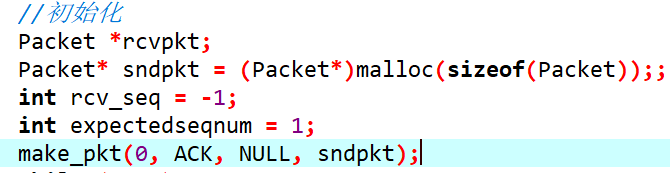 //初始化
Packet *rcvpkt;
Packet* sndpkt = (Packet*)malloc(sizeof(Packet));;
int rcv_seq = -1;
int expectedseqnum = 1;
make_pkt(0, ACK, NULL, sndpkt);